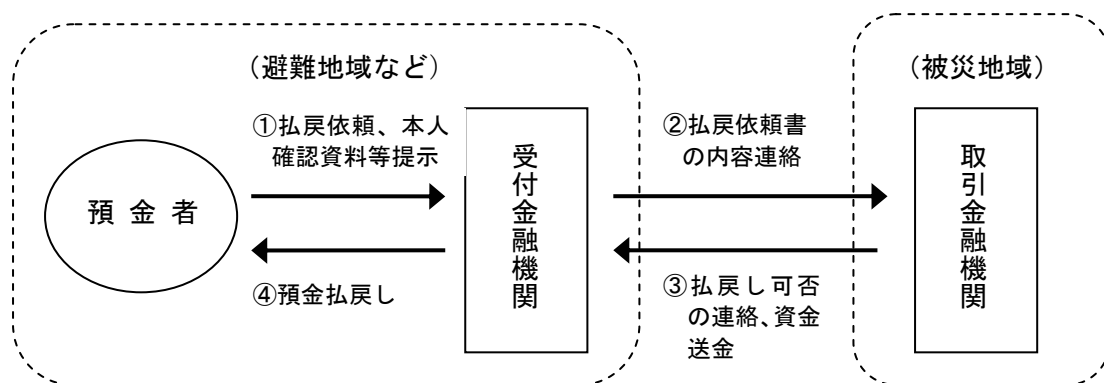 （避難地域など）
（被災地域）
①払戻依頼、本人
確認資料等提示
②払戻依頼書
の内容連絡
預金者
受付金融機関
取引金融機関
④預金払戻し
③払戻し可否
の連絡、資金
送金